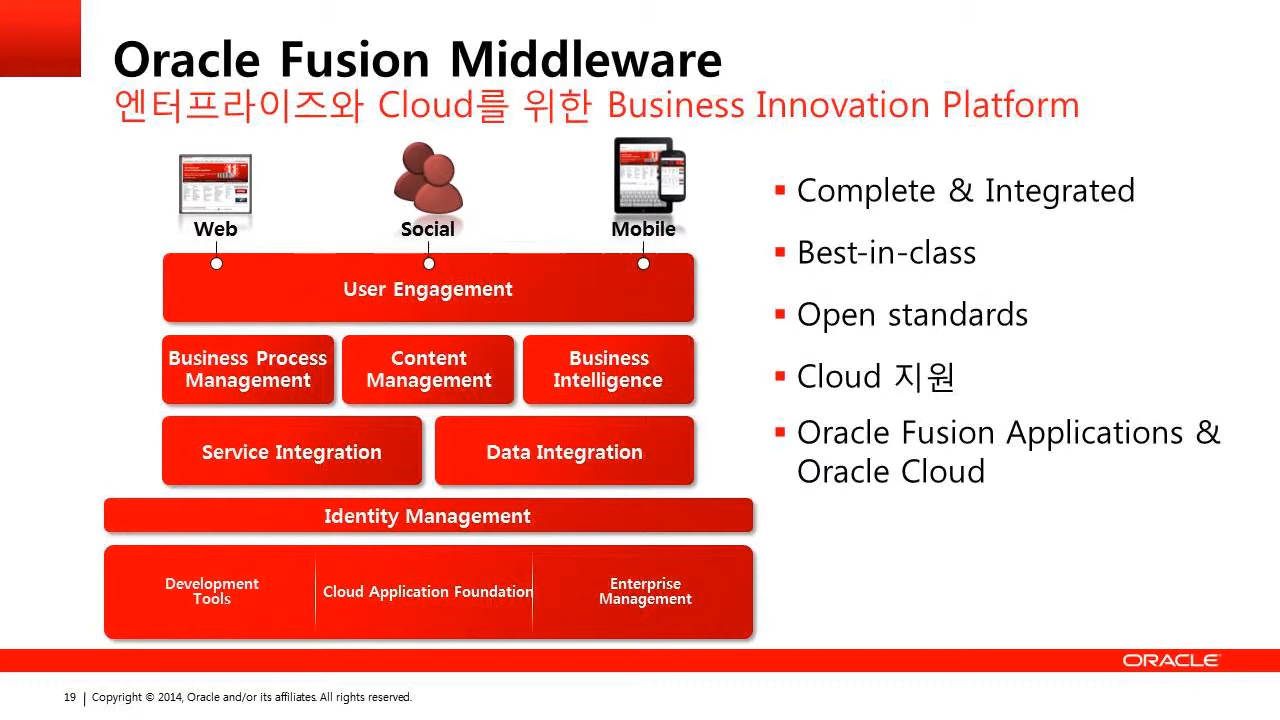 Oracle Fusion Middleware
엔터프라이즈와 Cloud를 위한 Business Innovation Platform
Web
Social
Mobile
User Engagement
Business Process
Management
Content
Management
Business
Intelligence
Service Integration
Data Integration
Identity Management
Development
Tools
Cloud Application Foundation
Enterprise
Management
▪ Complete & Integrated
▪ Best-in-class
▪ Open standards
▪ Cloud 지원
▪ Oracle Fusion Applications &
Oracle Cloud
ORACLE
19 | Copyright © 2014, Oracle and/or its affiliates. All rights reserved.